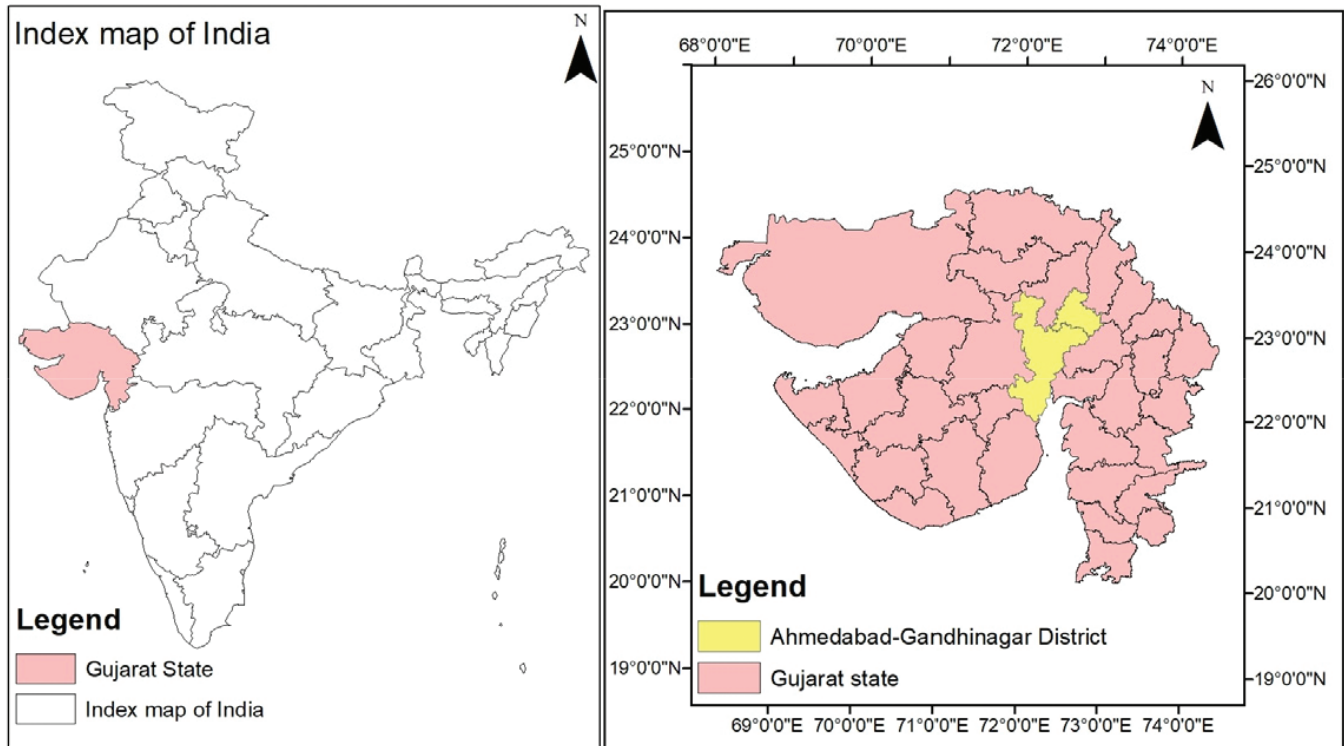 Index map of India
N
Legend
Gujarat State
Index map of India
68°0'0"E 70°0'0"E 72°0'0"E 74°0'0"E
N
26°0'0"N
25°0'0"N
24°0'0"N
23°0'0"N
22°0'0"N
21°0'0"N
20°0'0"N
19°0'0"N
25°0'0"N
24°0'0"N
23°0'0"N
22°0'0"N
21°0'0"N
20°0'0"N
19°0'0"N
Legend
Ahmedabad-Gandhinagar District
Gujarat state
69°0'0"E 70°0'0"E 71°0'0"E 72°0'0"E 73°0'0"E 74°0'0"E